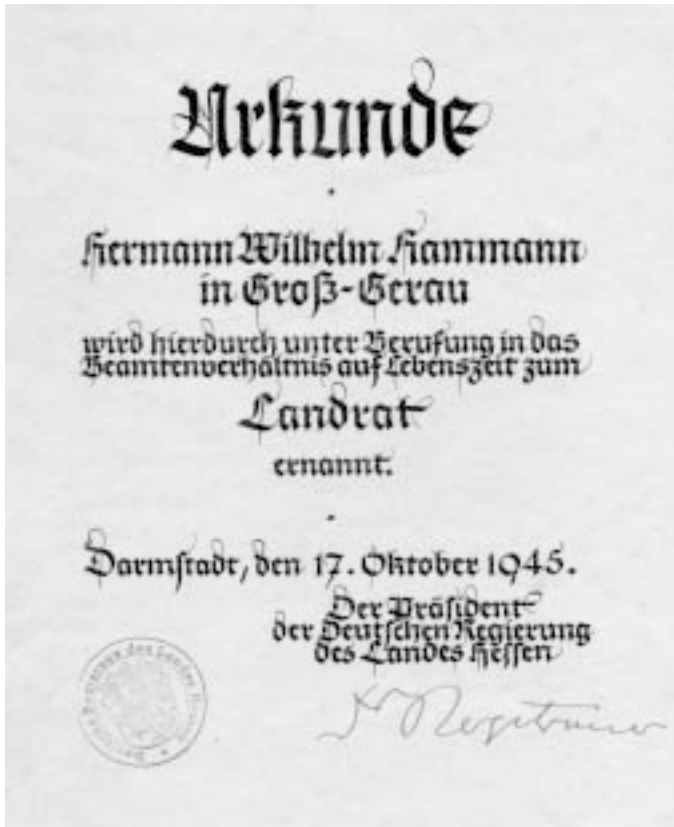 Urkunde
Hermann Wilhelm Hammann
in Groß-Gerau
wird hierdurch unter Berufung in das
Beamtenverhältnis auf Lebenszeit zum
Landrat
ernannt.
Darmstadt, den 17. Oktober 1945.
Der Präsident
der Deutschen Regierung
des Landes Hessen